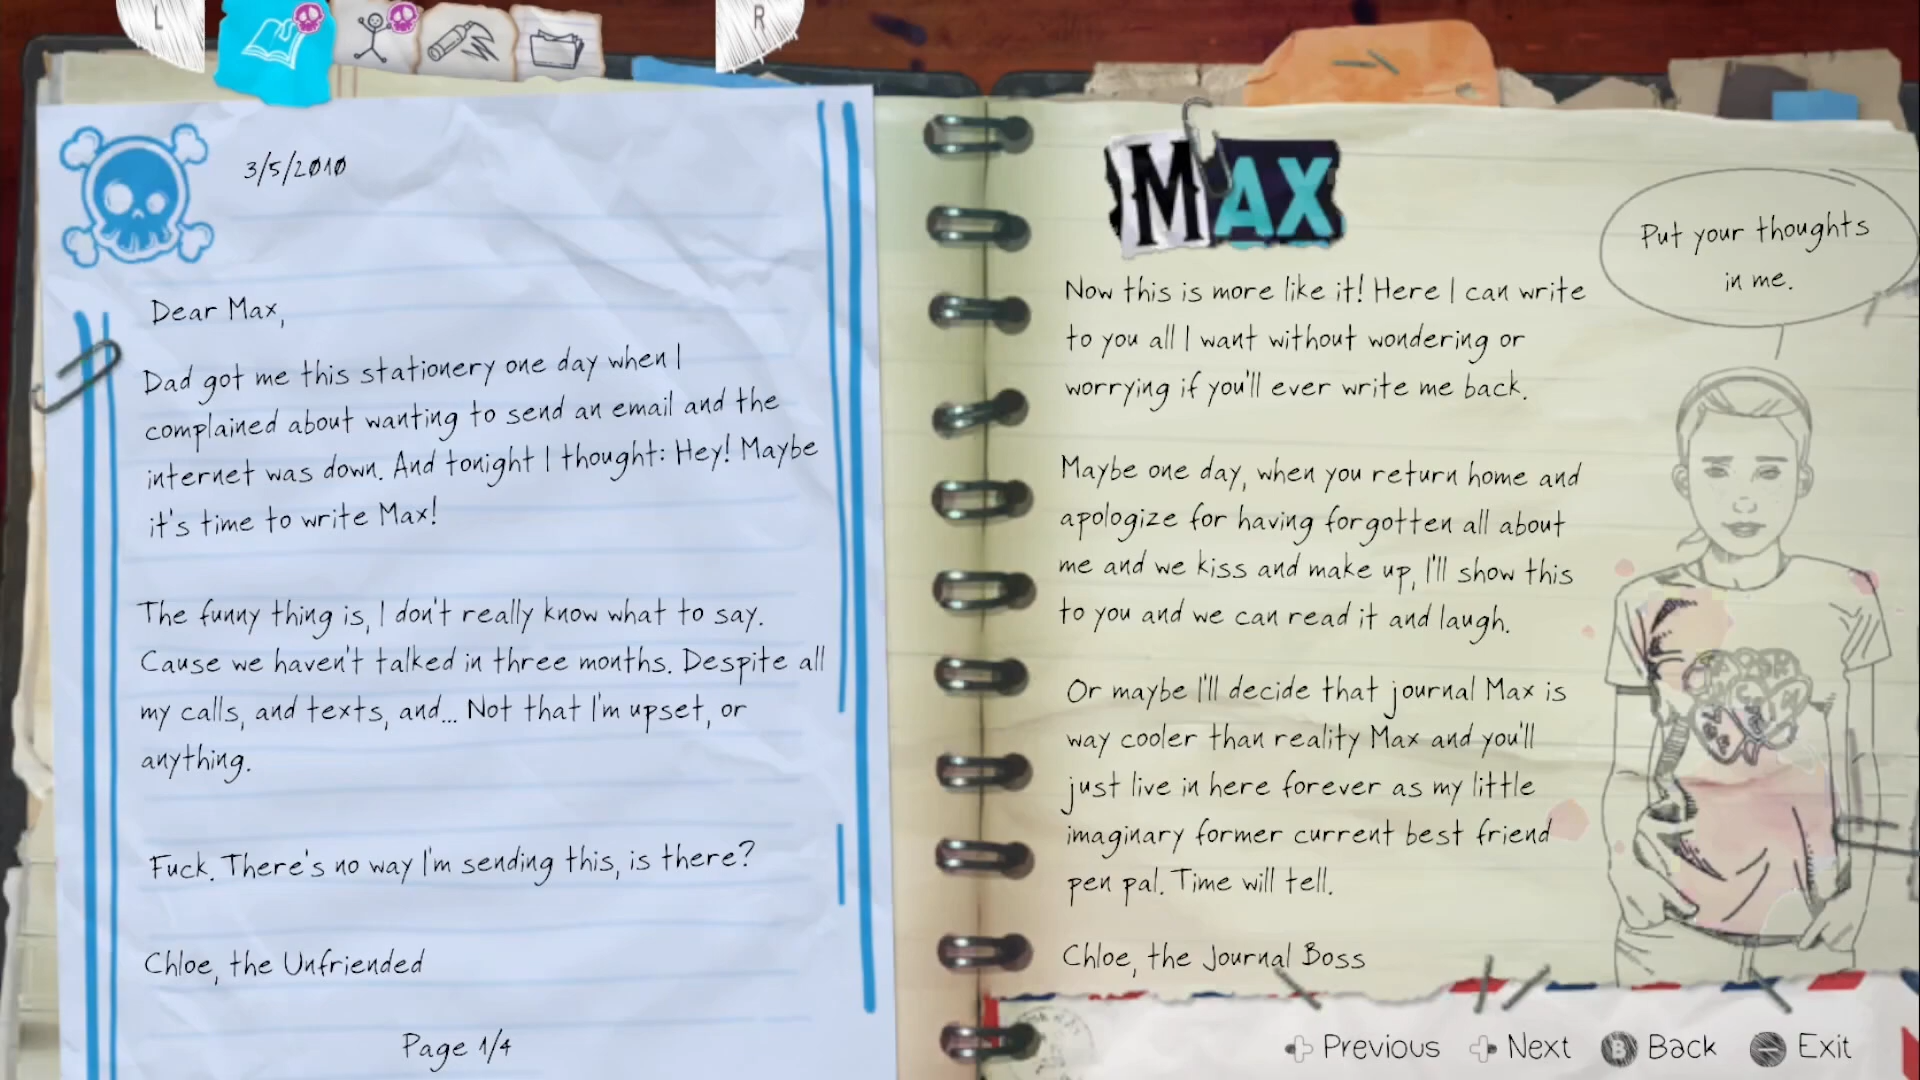 L
R
3/5/2010
Dear Max,
Dad got me this stationery one day when I
complained about wanting to send an email and the
internet was down. And tonight I thought: Hey! Maybe
it's time to write Max!
The funny thing is, I don't really know what to say.
Cause we haven't talked in three months. Despite all
my calls, and texts, and... Not that I'm upset, or
anything.
Fuck. There's no way I'm sending this, is there?
Chloe, the Unfriended
Page 1/4
MAX
Put your thoughts
in me.
Now this is more like it! Here I can write
to you all I want without wondering or
worrying if you'll ever write me back.
Maybe one day, when you return home and
apologize for having forgotten all about
me and we kiss and make up, I'll show this
to you and we can read it and laugh.
Or maybe I'll decide that journal Max is
way cooler than reality Max and you'll
just live in here forever as my little
imaginary former current best friend
pen pal. Time will tell.
Chloe, the Journal Boss
Previous
Next
B Back
Exit